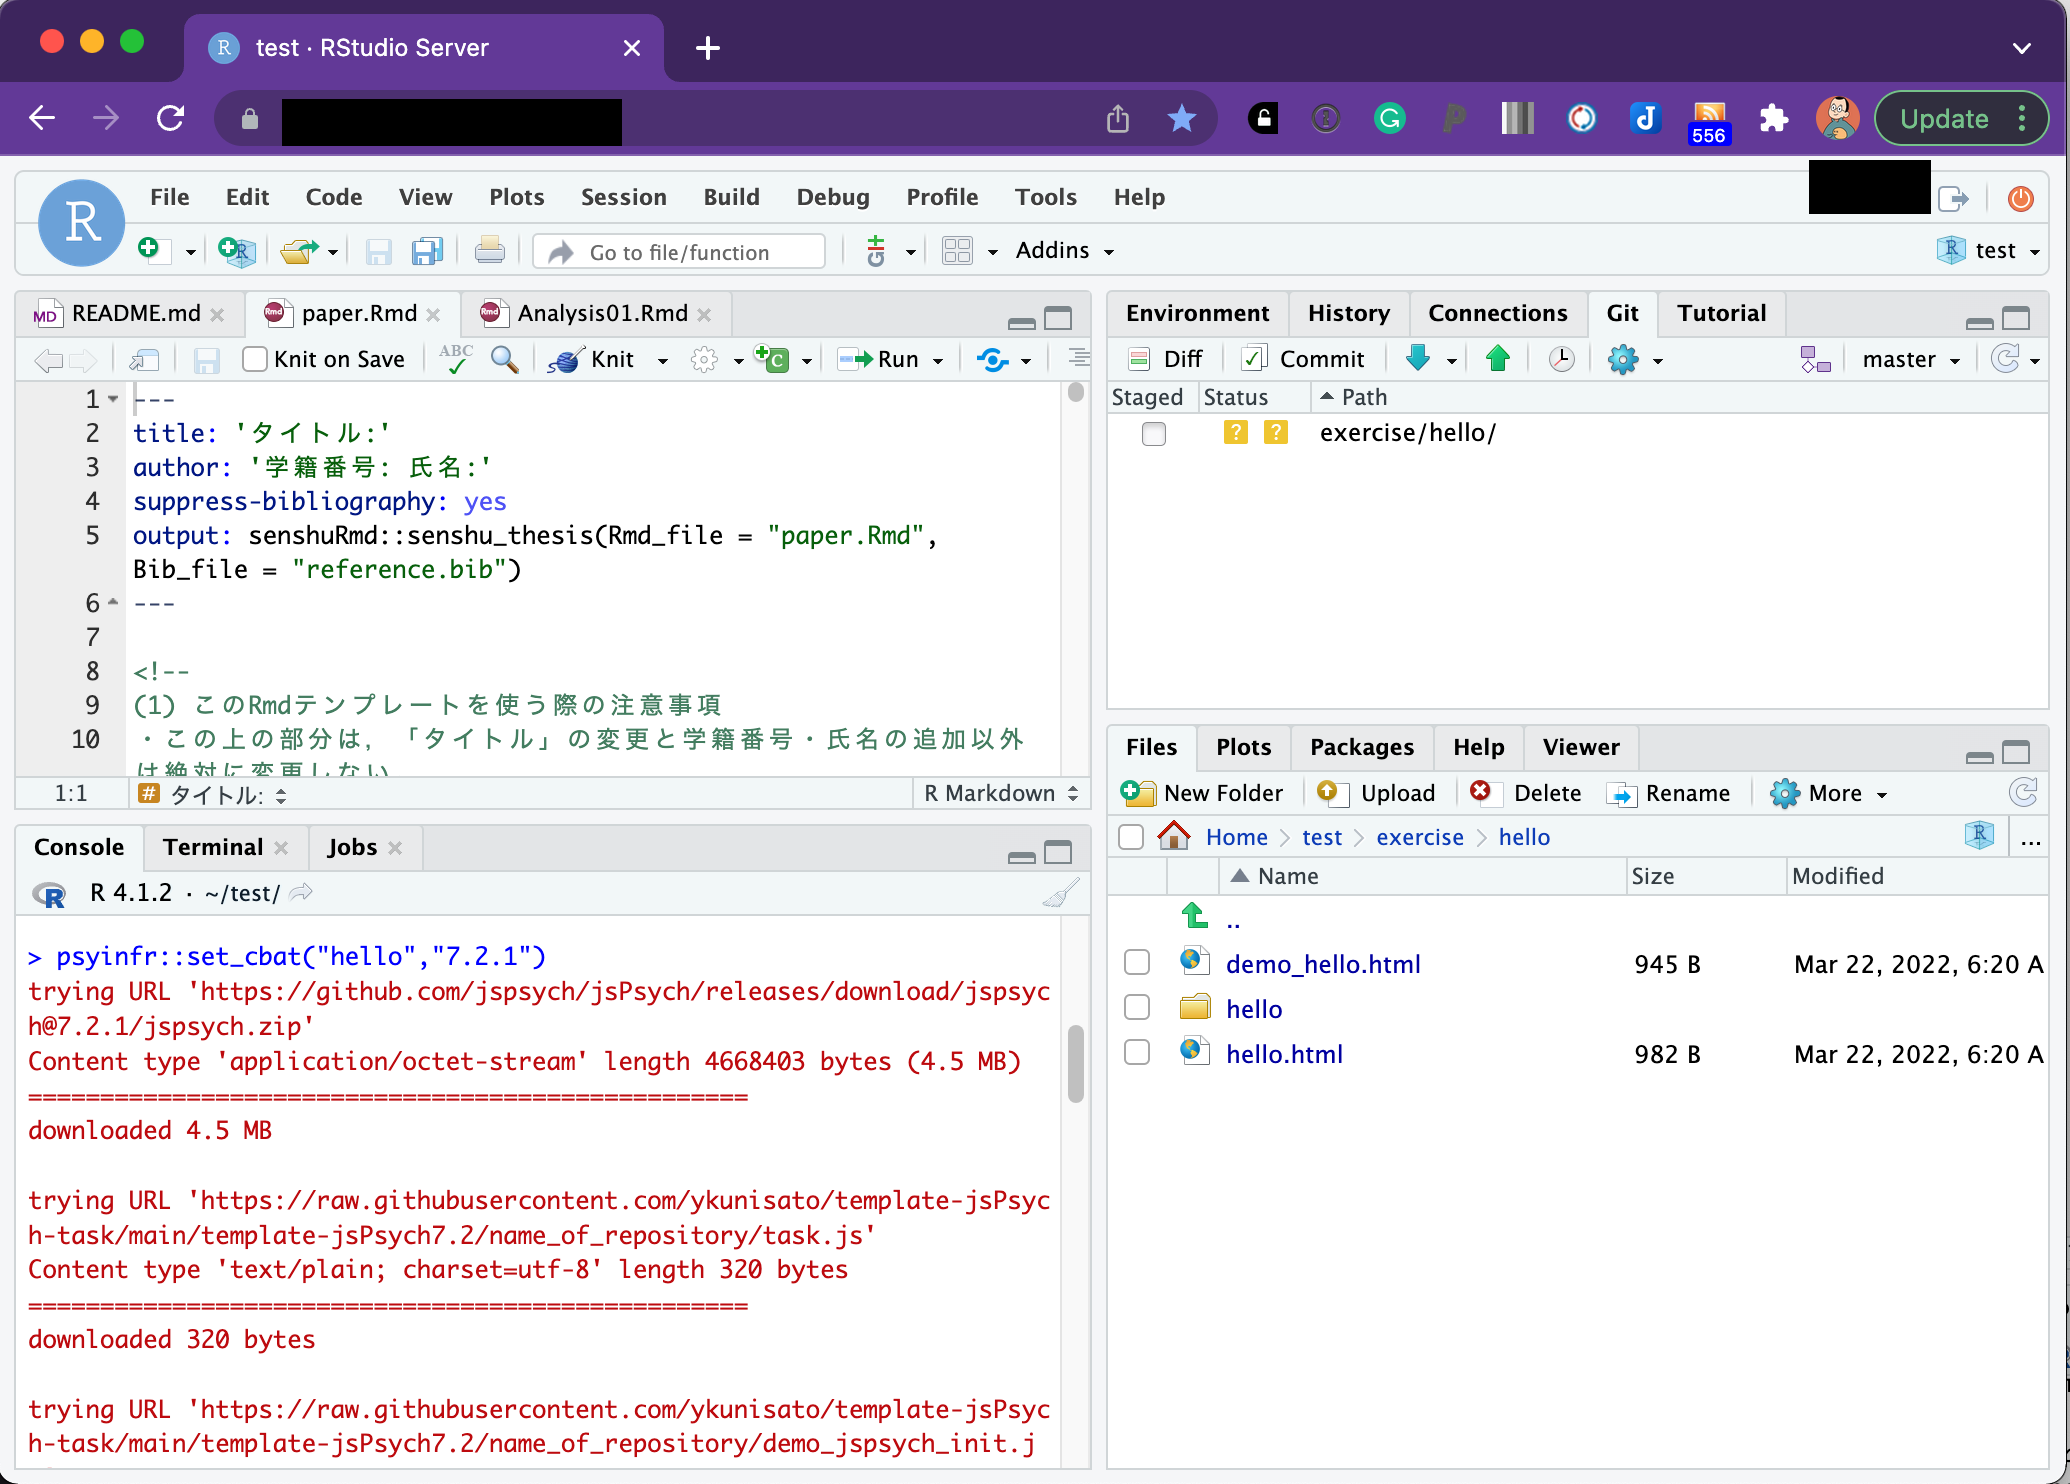 test · RStudio Server
556
Update
R
File Edit Code View Plots Session Build Debug Profile Tools Help
Go to file/function
Addins
test
README.md
paper.Rmd
Analysis01.Rmd
Knit on Save
ABC
Knit
Run
1 ---
2 title: 'タイトル:'
3 author: '学籍番号: 氏名:'
4 suppress-bibliography: yes
5 output: senshuRmd::senshu_thesis(Rmd_file = "paper.Rmd",
Bib_file = "reference.bib")
6 ---
7
8 <!--
9 (1) このRmdテンプレートを使う際の注意事項
10 ・この上の部分は，「タイトル」の変更と学籍番号・氏名の追加以外
は絶対に変更しない
1:1 # タイトル: R Markdown
Console Terminal Jobs
R 4.1.2 · ~/test/
> psyinfr::set_cbat("hello","7.2.1")
trying URL 'https://github.com/jspsych/jsPsych/releases/download/jspsyc
h@7.2.1/jspsych.zip'
Content type 'application/octet-stream' length 4668403 bytes (4.5 MB)
==================================================
downloaded 4.5 MB
trying URL 'https://raw.githubusercontent.com/ykunisato/template-jsPsyc
h-task/main/template-jsPsych7.2/name_of_repository/task.js'
Content type 'text/plain; charset=utf-8' length 320 bytes
==================================================
downloaded 320 bytes
trying URL 'https://raw.githubusercontent.com/ykunisato/template-jsPsyc
h-task/main/template-jsPsych7.2/name_of_repository/demo_jspsych_init.j
Environment History Connections Git Tutorial
Diff Commit master
Staged Status Path
? ? exercise/hello/
Files Plots Packages Help Viewer
New Folder Upload Delete Rename More
Home > test > exercise > hello ...
Name Size Modified
..
demo_hello.html 945 B Mar 22, 2022, 6:20 A
hello
hello.html 982 B Mar 22, 2022, 6:20 A